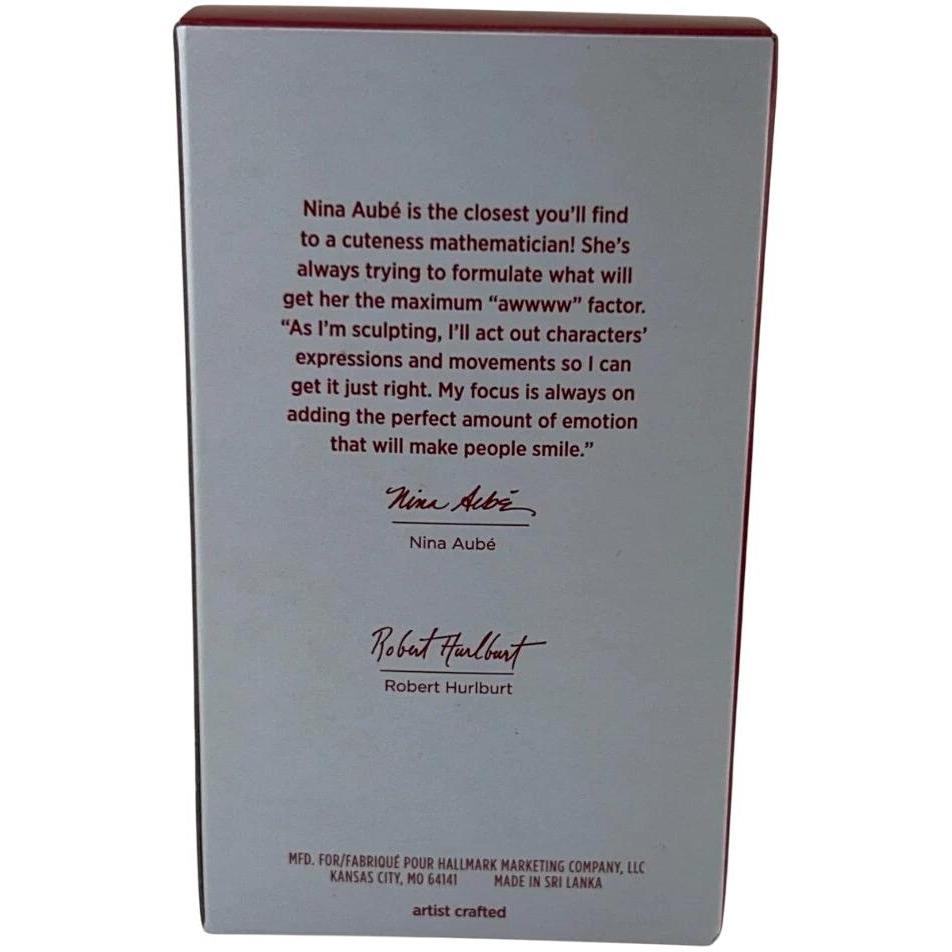 Nina Aubé is the closest you'll find
to a cuteness mathematician! She's
always trying to formulate what will
get her the maximum "awwww" factor.
"As I'm sculpting, I'll act out characters'
expressions and movements so I can
get it just right. My focus is always on
adding the perfect amount of emotion
that will make people smile."
Nina Aubé
Nina Aubé
Robert Hurlburt
Robert Hurlburt
MFD. FOR/FABRIQUÉ POUR HALLMARK MARKETING COMPANY, LLC
KANSAS CITY, MO 64141 MADE IN SRI LANKA
artist crafted